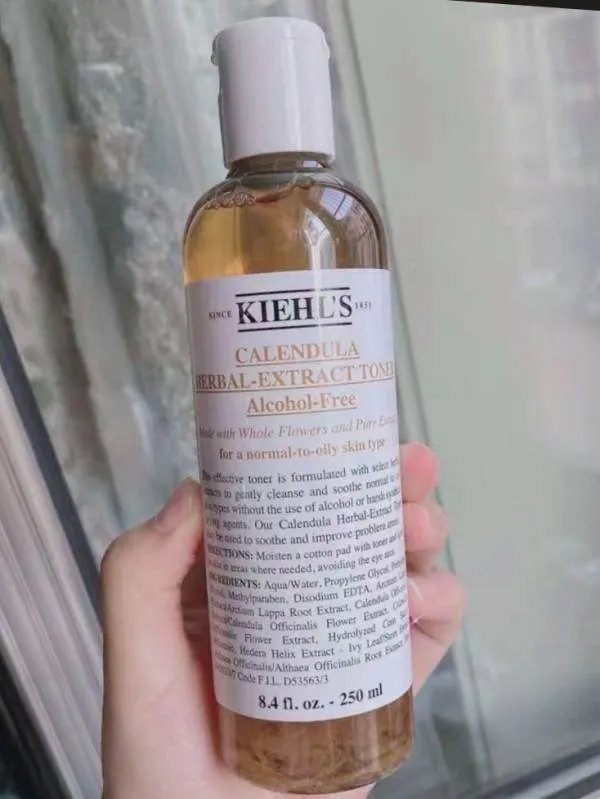 SINCE KIEHL'S 1851
CALENDULA
HERBAL-EXTRACT TONER
Alcohol-Free
Made with Whole Flowers and Pure
for a normal-to-oily skin type
effective toner is formulated with select
to gently cleanse and soothe normal
types without the use of alcohol or harsh
agents. Our Calendula Herbal-Extract
be used to soothe and improve problem
DIRECTIONS: Moisten a cotton pad with toner and
in areas where needed, avoiding the eye area.
INGREDIENTS: Aqua/Water, Propylene Glycol,
Methylparaben, Disodium EDTA, Arctium
Lappa Root Extract, Calendula
Calendula Officinalis Flower Extract,
Flower Extract, Hydrolyzed
Hedera Helix Extract - Ivy Leaf/Stem
Officinalis/Althaea Officinalis Root
Code F.I.L. D53563/3
8.4 fl. oz. - 250 ml